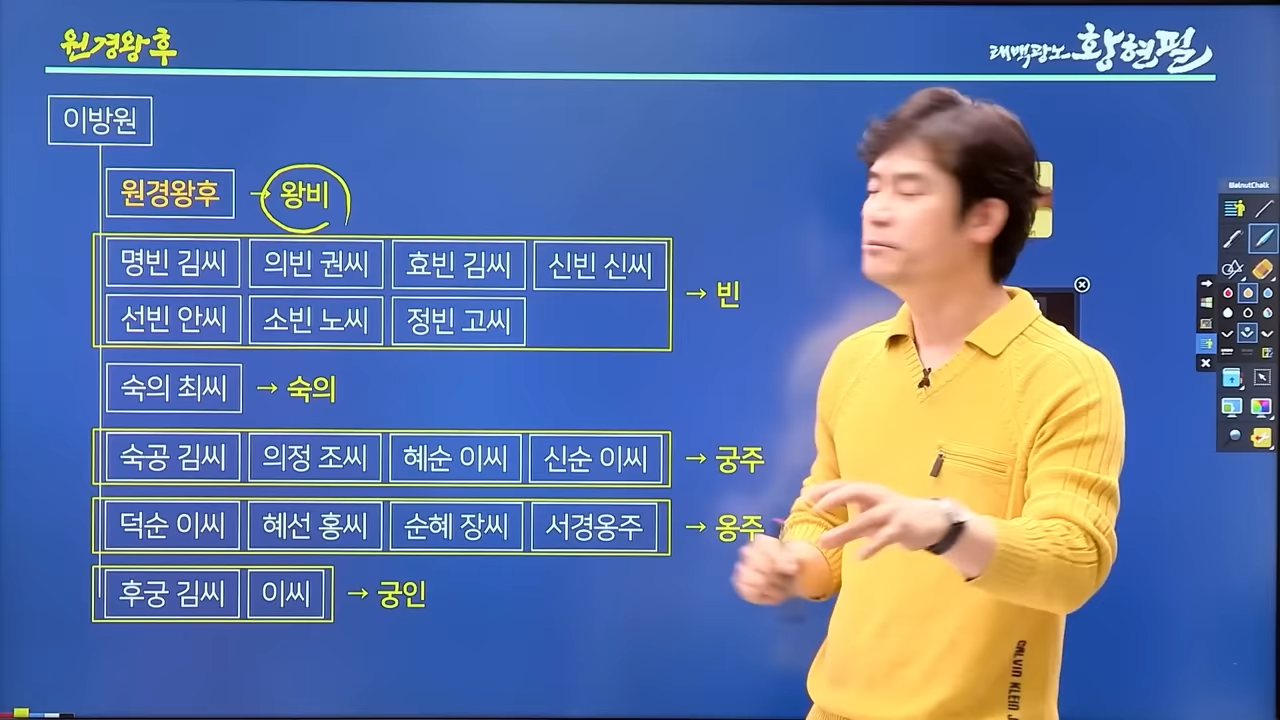 원경왕후
태백광노 황현필
이방원
원경왕후 → 왕비
명빈 김씨 의빈 권씨 효빈 김씨 신빈 신씨
선빈 안씨 소빈 노씨 정빈 고씨
→ 빈
숙의 최씨 → 숙의
숙공 김씨 의정 조씨 혜순 이씨 신순 이씨 → 궁주
덕순 이씨 혜선 홍씨 순혜 장씨 서경옹주 → 옹주
후궁 김씨 이씨 → 궁인
WalnutChalk
CALVIN KLEIN J